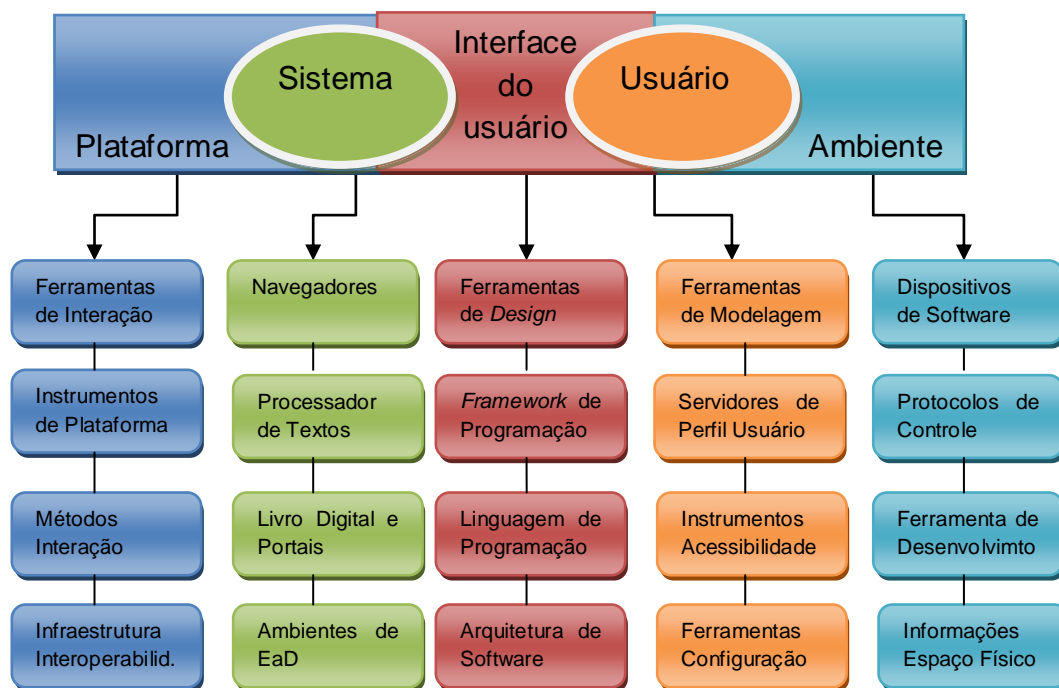 Plataforma
Sistema
Interface
do
usuário
Usuário
Ambiente
Ferramentas
de Interação
Instrumentos
de Plataforma
Métodos
Interação
Infraestrutura
Interoperabilid.
Navegadores
Processador
de Textos
Livro Digital e
Portais
Ambientes de
EaD
Ferramentas
de Design
Framework de
Programação
Linguagem de
Programação
Arquitetura de
Software
Ferramentas
de Modelagem
Servidores de
Perfil Usuário
Instrumentos
Acessibilidade
Ferramentas
Configuração
Dispositivos
de Software
Protocolos de
Controle
Ferramenta de
Desenvolvimto
Informações
Espaço Físico